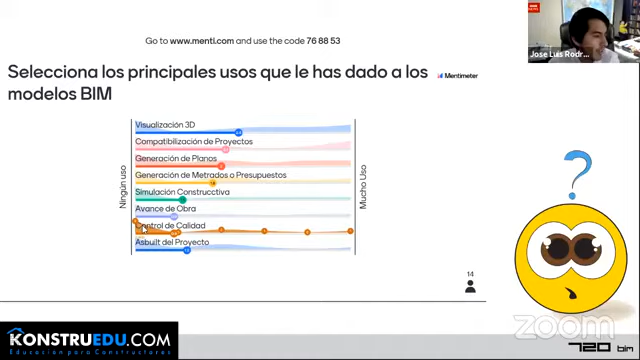 Go to www.menti.com and use the code 76 88 53
Selecciona los principales usos que le has dado a los
modelos BIM
Mentimeter
Jose Luis Rodr...
Visualización 3D
Compatibilización de Proyectos
Generación de Planos
Generación de Metrados o Presupuestos
Simulación Construcctiva
Avance de Obra
Control de Calidad
Asbuilt del Proyecto
Ningún uso
Mucho Uso
14
KONSTRUEDU.COM
Educación para Constructores
zoom
720 bim